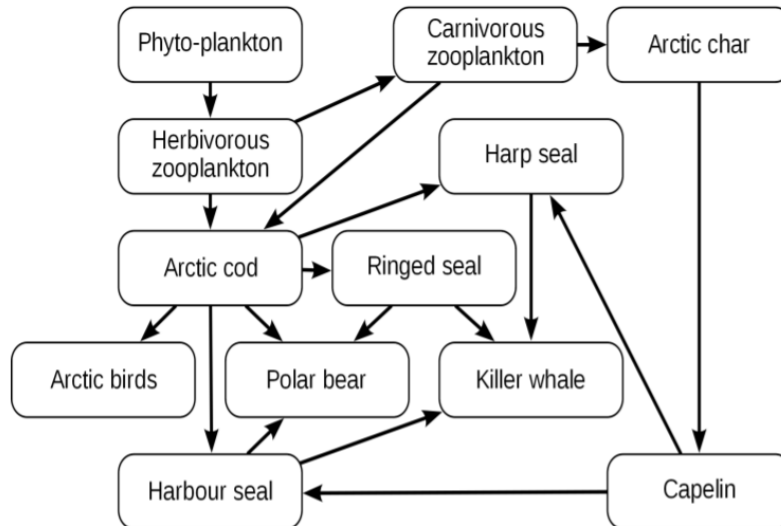 Phyto-plankton
Carnivorous
zooplankton
Arctic char
Herbivorous
zooplankton
Harp seal
Arctic cod
Ringed seal
Arctic birds
Polar bear
Killer whale
Harbour seal
Capelin